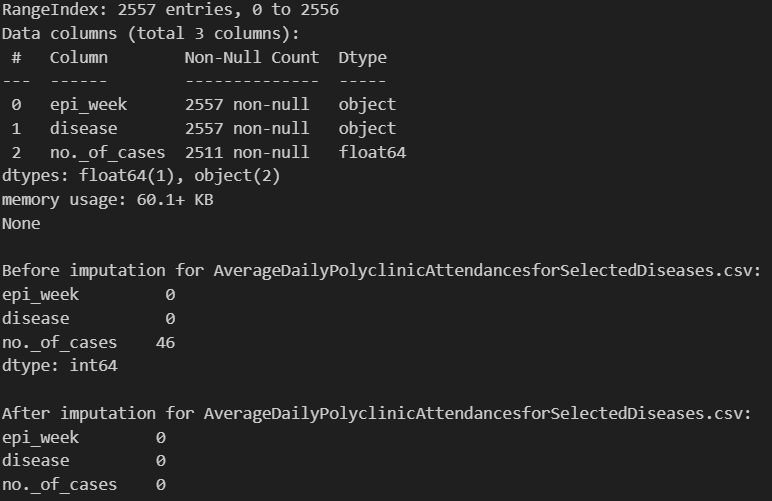 RangeIndex: 2557 entries, 0 to 2556
Data columns (total 3 columns):
 #   Column        Non-Null Count  Dtype
---  ------        --------------  -----
 0   epi_week      2557 non-null   object
 1   disease       2557 non-null   object
 2   no._of_cases  2511 non-null   float64
dtypes: float64(1), object(2)
memory usage: 60.1+ KB
None

Before imputation for AverageDailyPolyclinicAttendancesforSelectedDiseases.csv:
epi_week         0
disease          0
no._of_cases    46
dtype: int64

After imputation for AverageDailyPolyclinicAttendancesforSelectedDiseases.csv:
epi_week        0
disease         0
no._of_cases    0